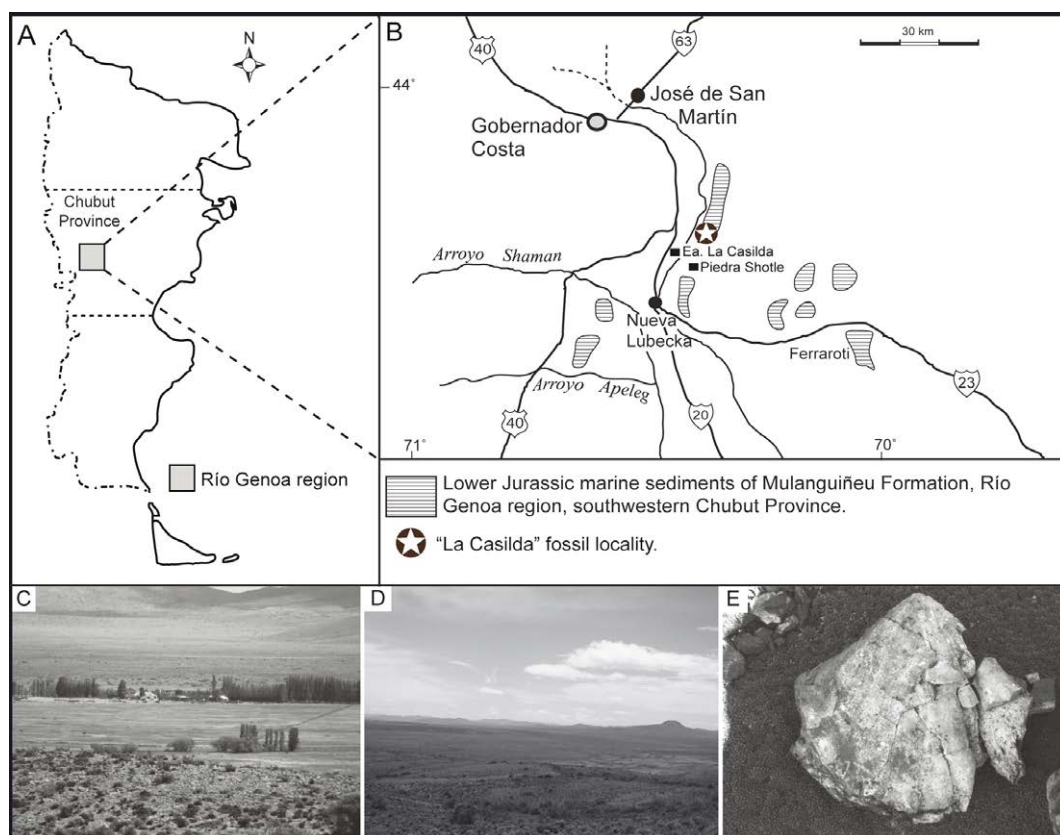 A
N
Chubut
Province
Río Genoa region
B
30 km
40
63
44°
José de San
Martín
Gobernador
Costa
Ea. La Casilda
Piedra Shotle
Arroyo Shaman
Nueva
Lubecka
Ferraroti
Arroyo Apeleg
40
20
23
71°
70°
Lower Jurassic marine sediments of Mulanguiñeu Formation, Río
Genoa region, southwestern Chubut Province.
“La Casilda” fossil locality.
C
D
E